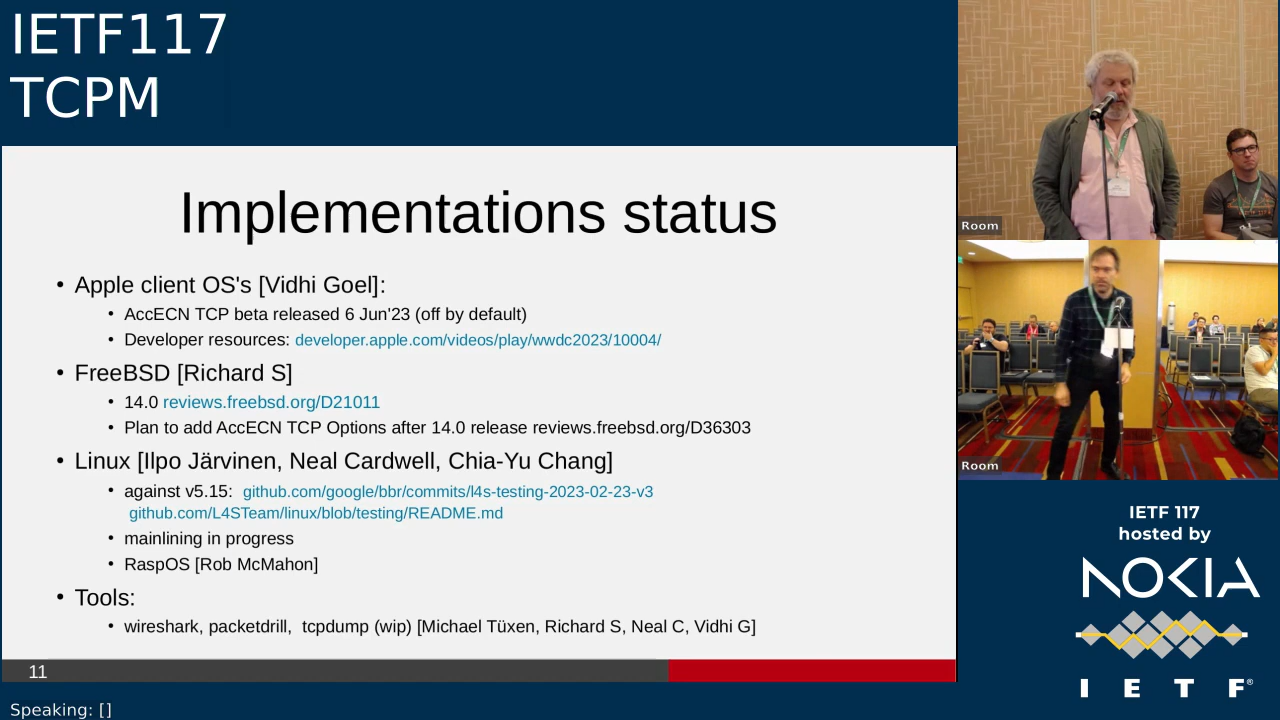 IETF117
TCPM
Implementations status
• Apple client OS's [Vidhi Goel]:
• AccECN TCP beta released 6 Jun'23 (off by default)
• Developer resources: developer.apple.com/videos/play/wwdc2023/10004/
• FreeBSD [Richard S]
• 14.0 reviews.freebsd.org/D21011
• Plan to add AccECN TCP Options after 14.0 release reviews.freebsd.org/D36303
• Linux [Ilpo Järvinen, Neal Cardwell, Chia-Yu Chang]
• against v5.15: github.com/google/bbr/commits/l4s-testing-2023-02-23-v3
github.com/L4STeam/linux/blob/testing/README.md
• mainlining in progress
• RaspOS [Rob McMahon]
• Tools:
• wireshark, packetdrill, tcpdump (wip) [Michael Tüxen, Richard S, Neal C, Vidhi G]
11
Speaking: []
Room
Room
IETF 117
hosted by
NOKIA
I E T F®